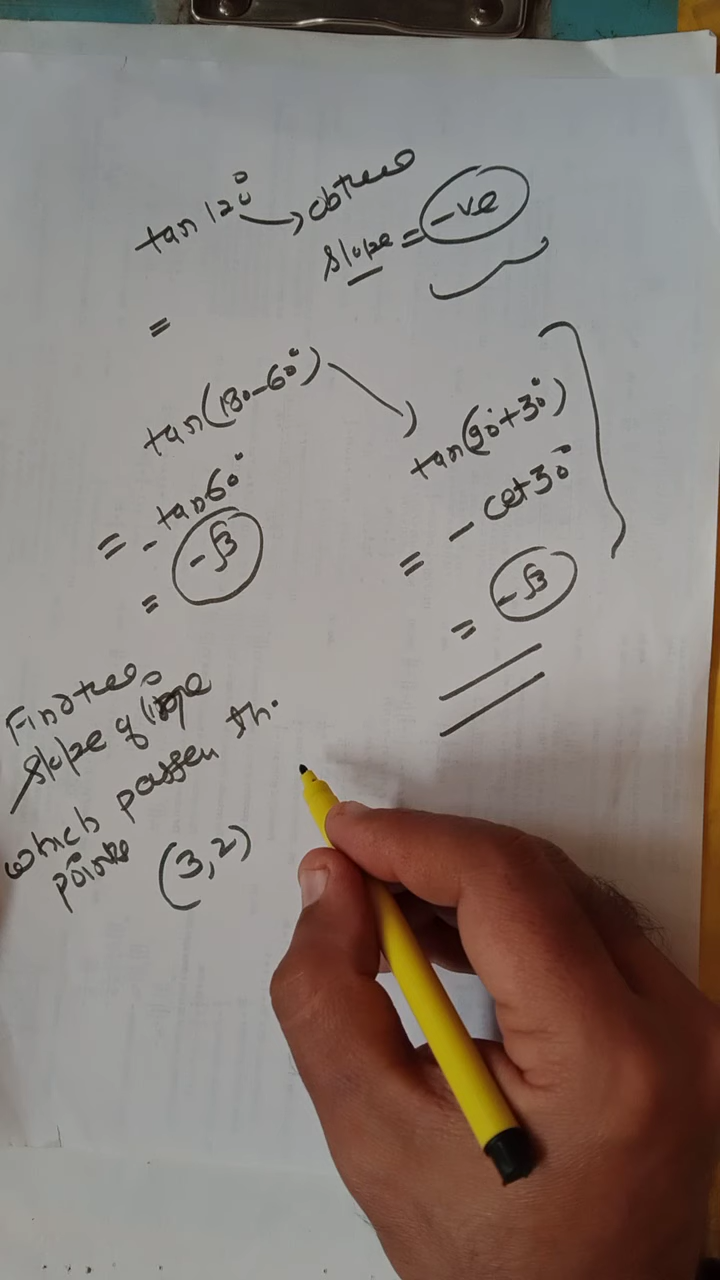 tan 120° → obtuse
slope = -ve
=
tan(180-60°)
= -tan60°
= -√3
tan(90°+30°)
= - cot30°
= -√3
Find the
slope of line
which passes th.
points (3,2)